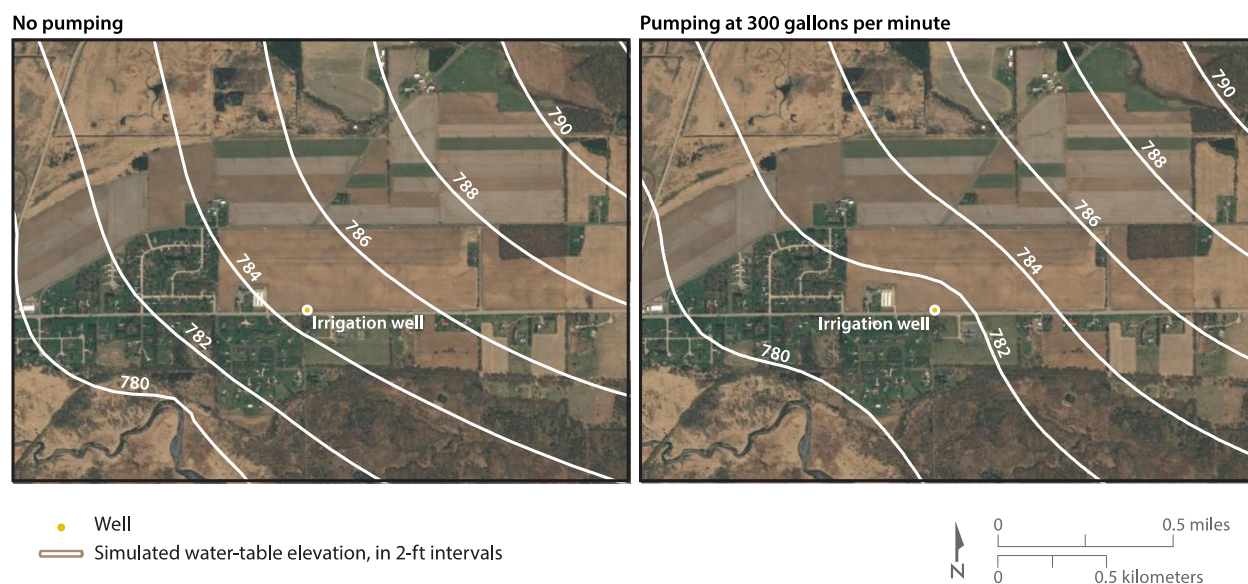 No pumping
Pumping at 300 gallons per minute
790
788
786
784
782
780
Irrigation well
790
788
786
784
782
780
Irrigation well
Well
Simulated water-table elevation, in 2-ft intervals
N
0 0.5 miles
0 0.5 kilometers